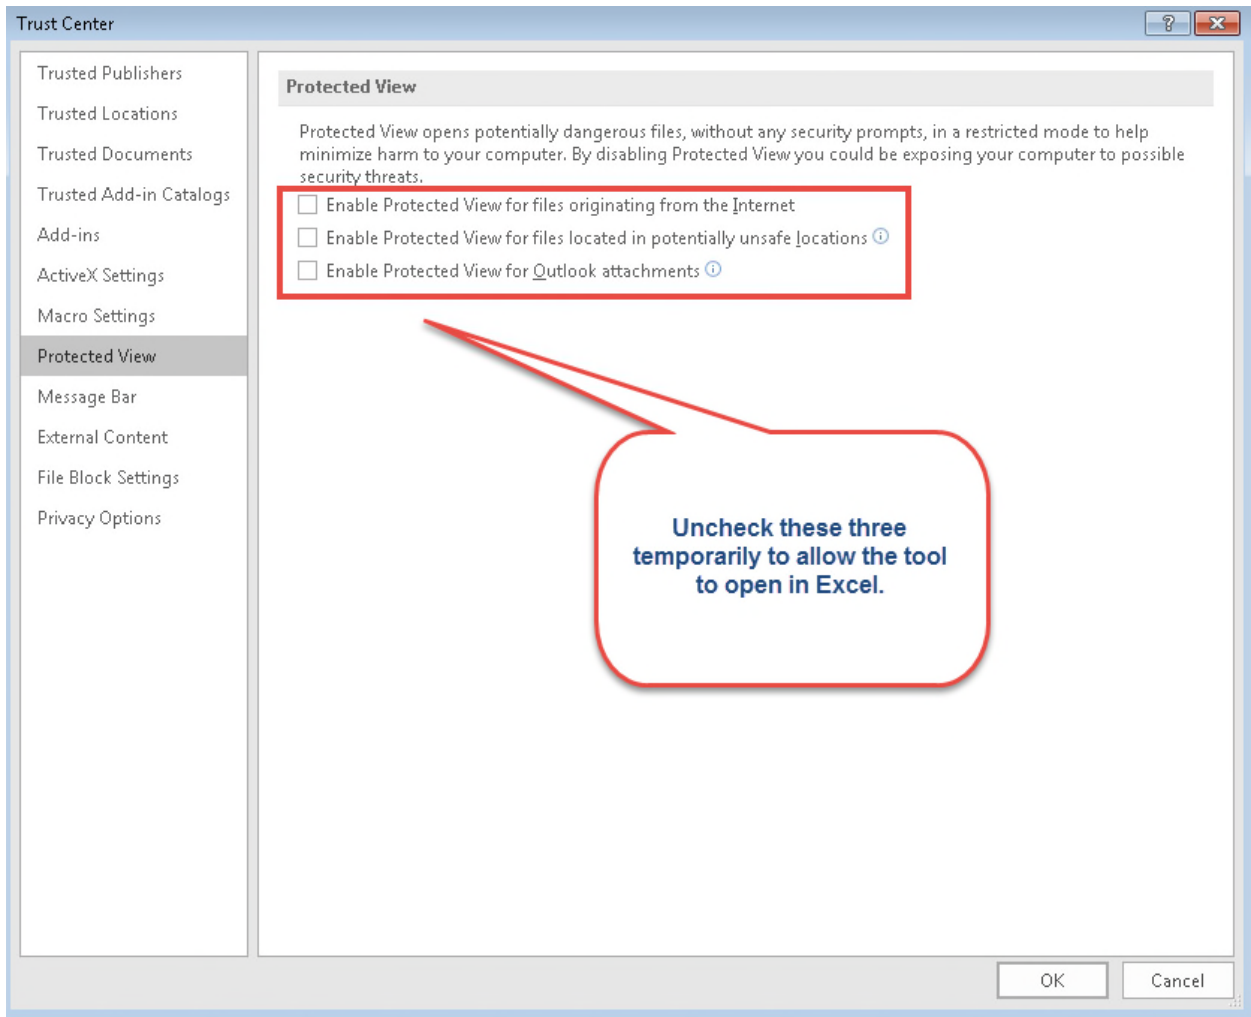 Trust Center
Trusted Publishers
Trusted Locations
Trusted Documents
Trusted Add-in Catalogs
Add-ins
ActiveX Settings
Macro Settings
Protected View
Message Bar
External Content
File Block Settings
Privacy Options
Protected View
Protected View opens potentially dangerous files, without any security prompts, in a restricted mode to help
minimize harm to your computer. By disabling Protected View you could be exposing your computer to possible
security threats.
Enable Protected View for files originating from the Internet
Enable Protected View for files located in potentially unsafe locations
Enable Protected View for Outlook attachments
Uncheck these three
temporarily to allow the tool
to open in Excel.
OK
Cancel